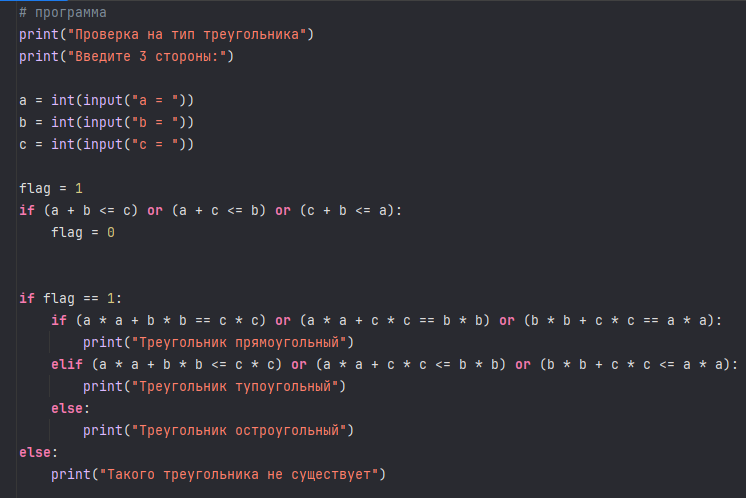 # программа
print("Проверка на тип треугольника")
print("Введите 3 стороны:")
a = int(input("a = "))
b = int(input("b = "))
c = int(input("c = "))
flag = 1
if (a + b <= c) or (a + c <= b) or (c + b <= a):
    flag = 0
if flag == 1:
    if (a * a + b * b == c * c) or (a * a + c * c == b * b) or (b * b + c * c == a * a):
        print("Треугольник прямоугольный")
    elif (a * a + b * b <= c * c) or (a * a + c * c <= b * b) or (b * b + c * c <= a * a):
        print("Треугольник тупоугольный")
    else:
        print("Треугольник остроугольный")
else:
    print("Такого треугольника не существует")